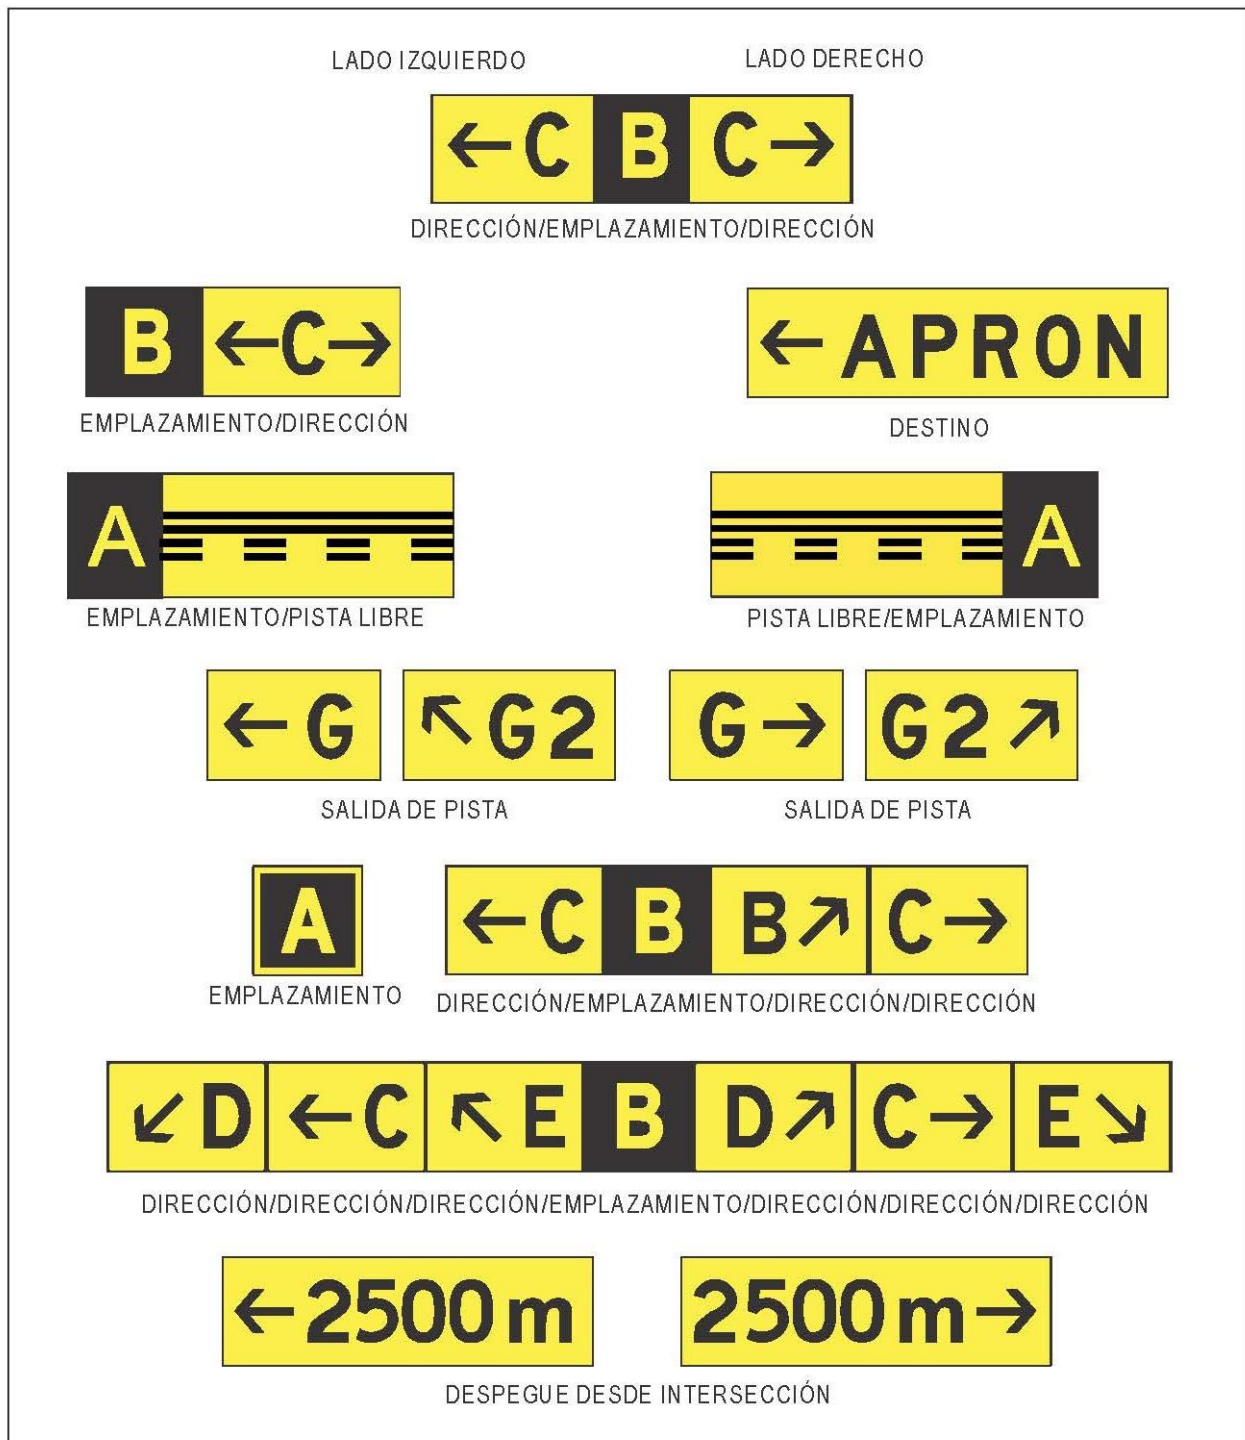 LADO IZQUIERDO LADO DERECHO
←C B C→
DIRECCIÓN/EMPLAZAMIENTO/DIRECCIÓN
B ←C→ ←APRON
EMPLAZAMIENTO/DIRECCIÓN DESTINO
A A
EMPLAZAMIENTO/PISTA LIBRE PISTA LIBRE/EMPLAZAMIENTO
←G ↖G2 G→ G2↗
SALIDA DE PISTA SALIDA DE PISTA
A ←C B B↗ C→
EMPLAZAMIENTO DIRECCIÓN/EMPLAZAMIENTO/DIRECCIÓN/DIRECCIÓN
↙D ←C ↖E B D↗ C→ E↘
DIRECCIÓN/DIRECCIÓN/DIRECCIÓN/EMPLAZAMIENTO/DIRECCIÓN/DIRECCIÓN/DIRECCIÓN
←2500m 2500m→
DESPEGUE DESDE INTERSECCIÓN